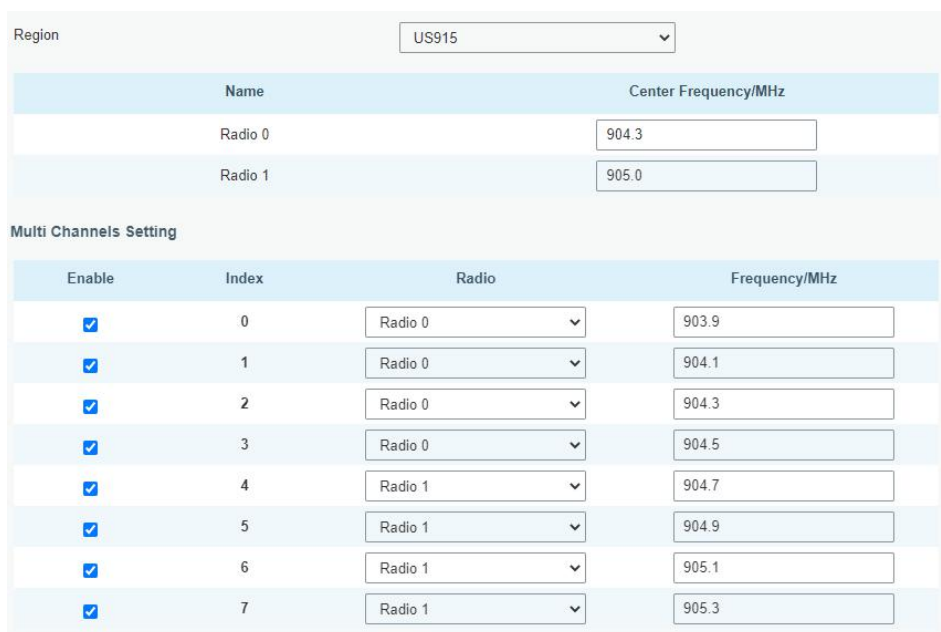 Region US915
Name Center Frequency/MHz
Radio 0 904.3
Radio 1 905.0
Multi Channels Setting
Enable Index Radio Frequency/MHz
0 Radio 0 903.9
1 Radio 0 904.1
2 Radio 0 904.3
3 Radio 0 904.5
4 Radio 1 904.7
5 Radio 1 904.9
6 Radio 1 905.1
7 Radio 1 905.3